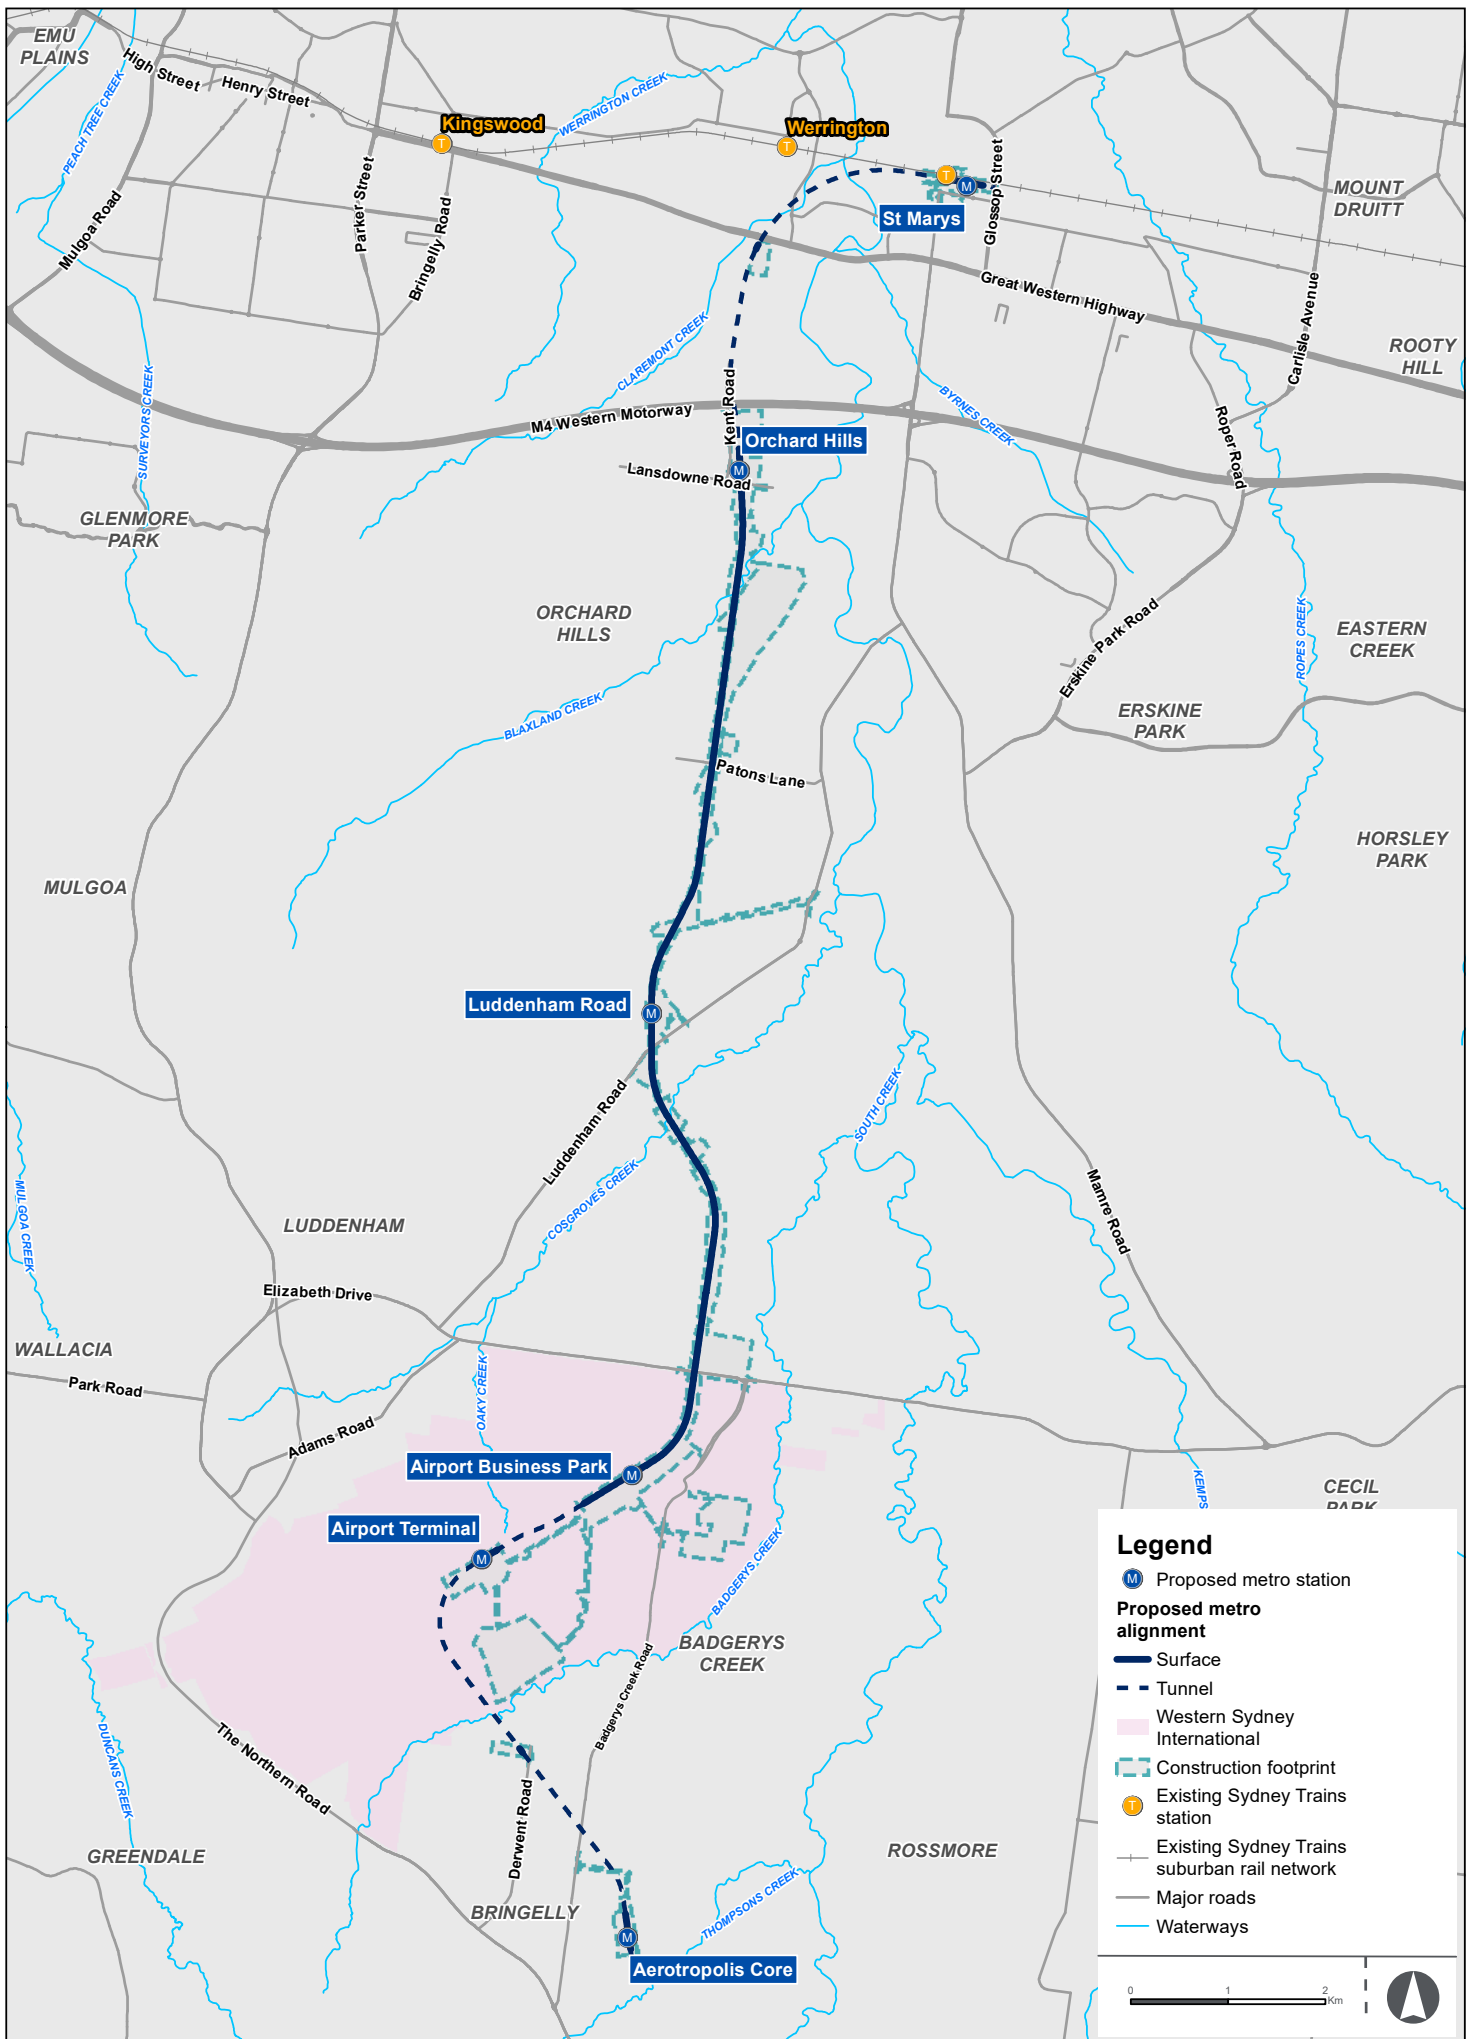 EMU
PLAINS
High Street
Henry Street
PEACH TREE CREEK
Kingswood
WERRINGTON CREEK
Werrington
Mulgoa Road
Parker Street
Bringelly Road
St Marys
Glossop Street
MOUNT
DRUITT
Great Western Highway
Carlisle Avenue
ROOTY
HILL
SURVEYORS CREEK
CLAREMONT CREEK
Kent Road
M4 Western Motorway
BYRNES CREEK
Roper Road
Orchard Hills
Lansdowne Road
GLENMORE
PARK
ORCHARD
HILLS
ROPES CREEK
EASTERN
CREEK
Erskine Park Road
BLAXLAND CREEK
ERSKINE
PARK
Patons Lane
HORSLEY
PARK
MULGOA
Luddenham Road
Luddenham Road
SOUTH CREEK
COSGROVES CREEK
MULGOA CREEK
LUDDENHAM
Mamre Road
Elizabeth Drive
WALLACIA
Park Road
OAKY CREEK
Adams Road
Airport Business Park
Airport Terminal
KEMPS
CECIL
PARK
BADGERYS CREEK
BADGERYS
CREEK
Badgerys Creek Road
DUNCANS CREEK
The Northern Road
Derwent Road
GREENDALE
ROSSMORE
BRINGELLY
THOMPSONS CREEK
Aerotropolis Core
Legend
M Proposed metro station
Proposed metro
alignment
Surface
Tunnel
Western Sydney
International
Construction footprint
T Existing Sydney Trains
station
Existing Sydney Trains
suburban rail network
Major roads
Waterways
0 1 2
Km